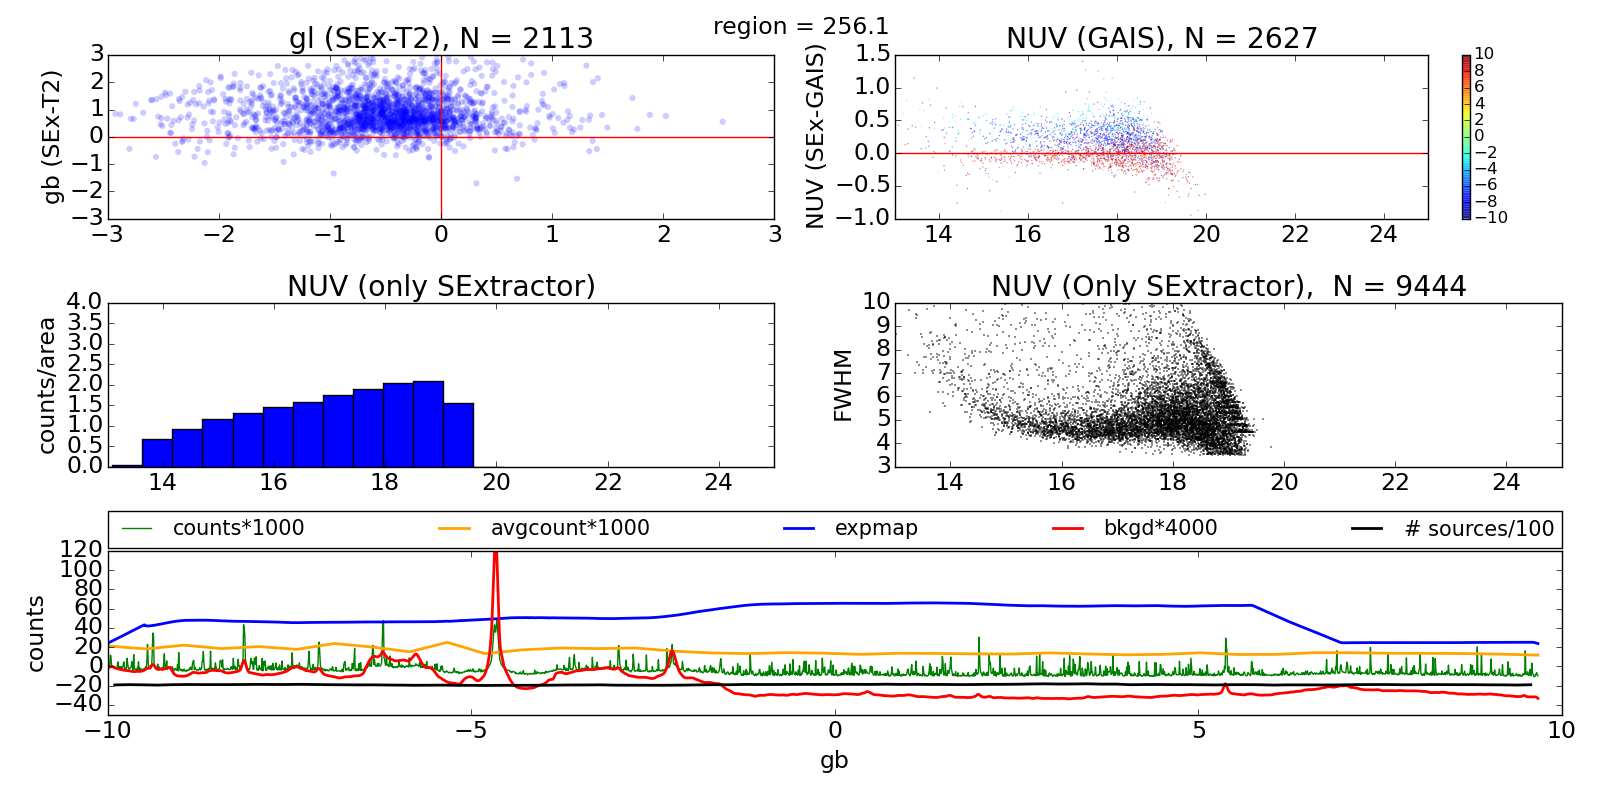 region = 256.1
gl (SEx-T2), N = 2113
gb (SEx-T2)
3
2
1
0
−1
−2
−3
−3 −2 −1 0 1 2 3
NUV (GAIS), N = 2627
NUV (SEx-GAIS)
1.5
1.0
0.5
0.0
−0.5
−1.0
14 16 18 20 22 24
10
8
6
4
2
0
−2
−4
−6
−8
−10
NUV (only SExtractor)
counts/area
4.0
3.5
3.0
2.5
2.0
1.5
1.0
0.5
0.0
14 16 18 20 22 24
NUV (Only SExtractor),  N = 9444
FWHM
10
9
8
7
6
5
4
3
14 16 18 20 22 24
counts*1000 avgcount*1000 expmap bkgd*4000 # sources/100
counts
120
100
80
60
40
20
0
−20
−40
−10 −5 0 5 10
gb